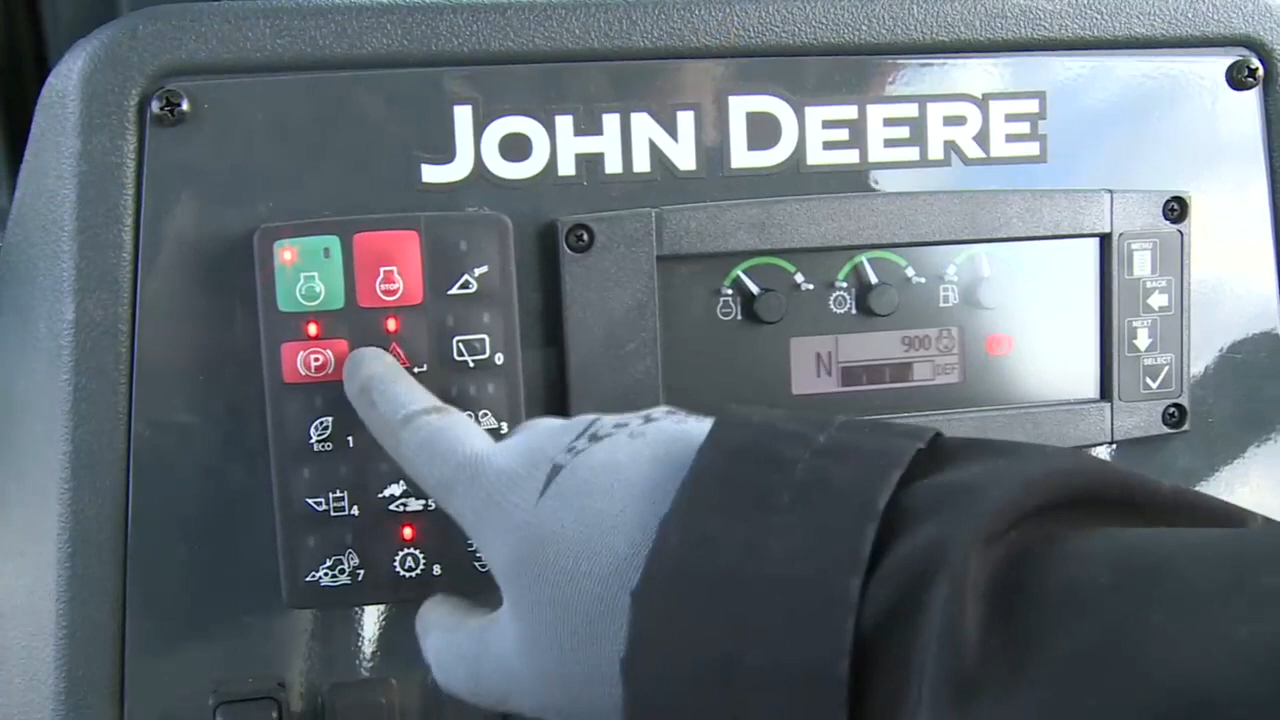 JOHN DEERE
STOP
P
0
ECO 1
3
4
5
7
A 8
N
900
DEF
MENU
BACK
NEXT
SELECT